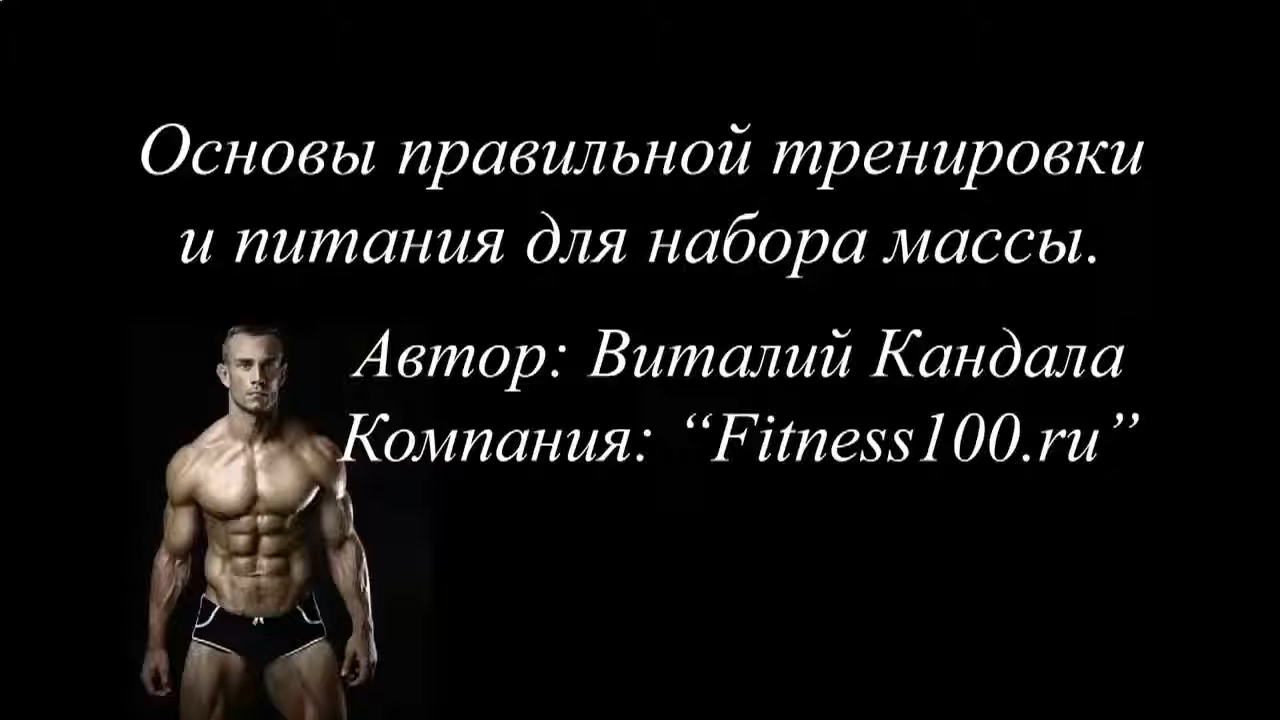 Основы правильной тренировки
и питания для набора массы.
Автор: Виталий Кандала
Компания: “Fitness100.ru”